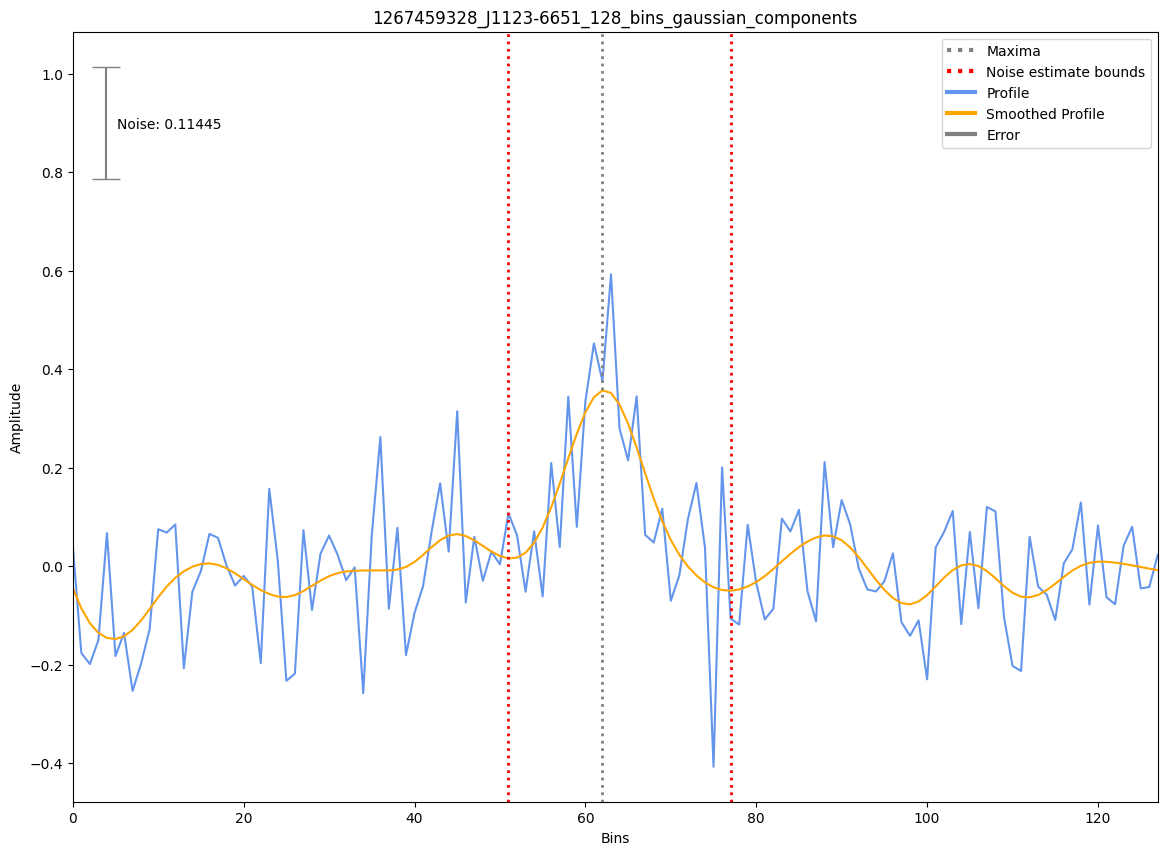 1267459328_J1123-6651_128_bins_gaussian_components
Maxima
Noise estimate bounds
Profile
Smoothed Profile
Error
Noise: 0.11445
1.0
0.8
0.6
0.4
0.2
0.0
−0.2
−0.4
Amplitude
0 20 40 60 80 100 120
Bins